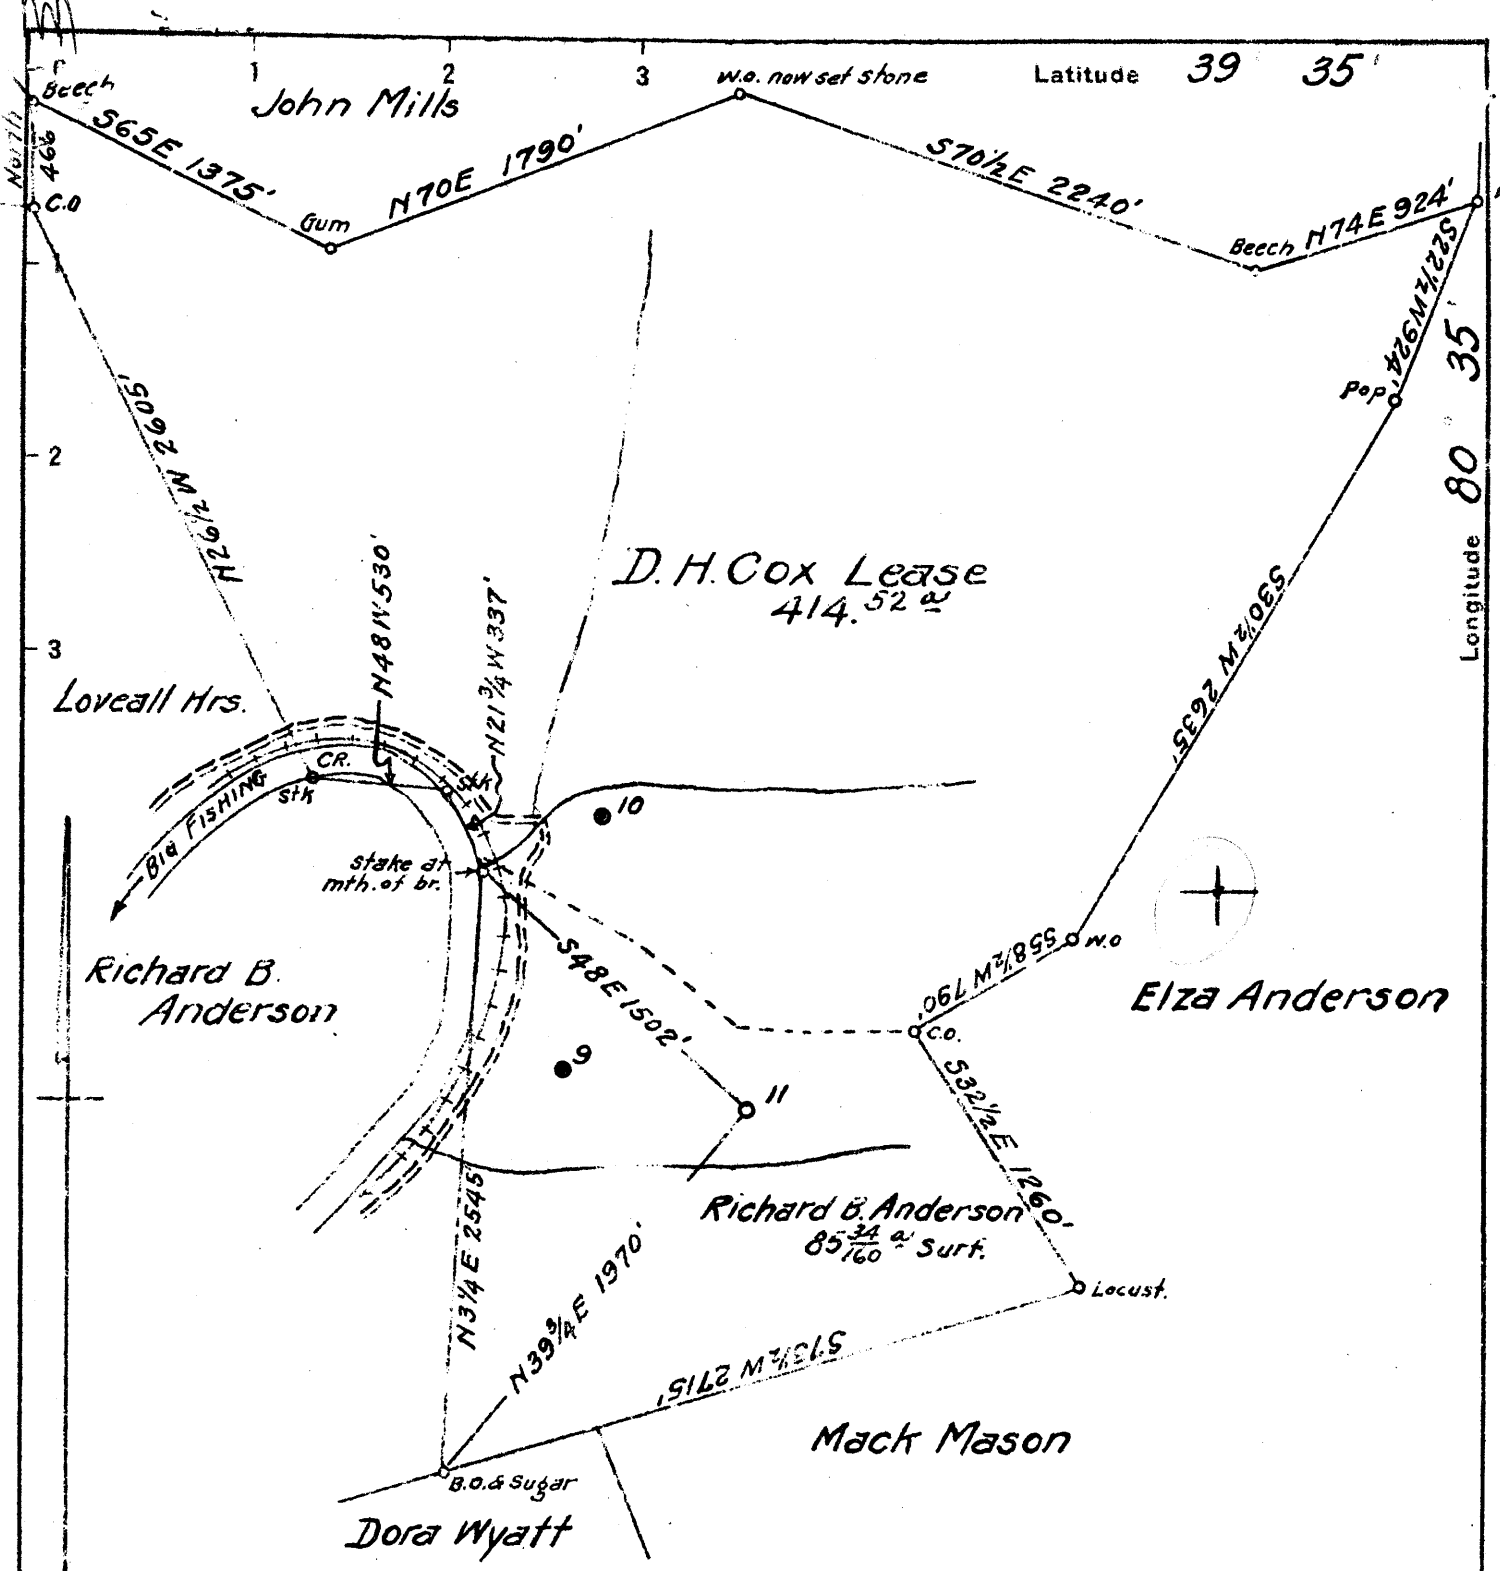 1
2
3
Latitude 39 35'
W.O. now set stone
Beech
John Mills
North
466
S65E 1375'
N70E 1790'
S70½E 2240'
C.O
Gum
Beech
N74E 924'
S22½W 924'
Pop
Longitude 80 35'
2
3
N26½W 2605'
D.H. Cox Lease
414.52 a
S30½W 2635'
N48W 530'
N21¾W 337'
Loveall Hrs.
CR.
Stk
Stk
Big FISHING
10
stake at
mth. of br.
S58½W 790'
W.O
C.O.
Richard B.
Anderson
Elza Anderson
S48E 1502'
9
11
S32½E 1260'
Richard B. Anderson
85 34/160 a Surf.
N3¼E 2545
N39¾E 1970'
Locust.
S73½W 2715'
Mack Mason
B.O. & Sugar
Dora Wyatt